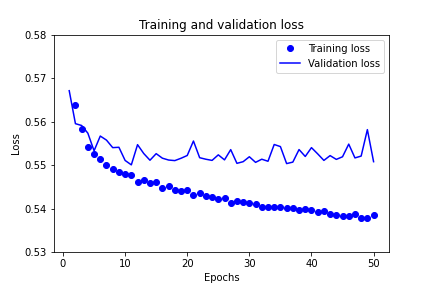 Training and validation loss
Training loss
Validation loss
0.58
0.57
0.56
0.55
0.54
0.53
Loss
0
10
20
30
40
50
Epochs